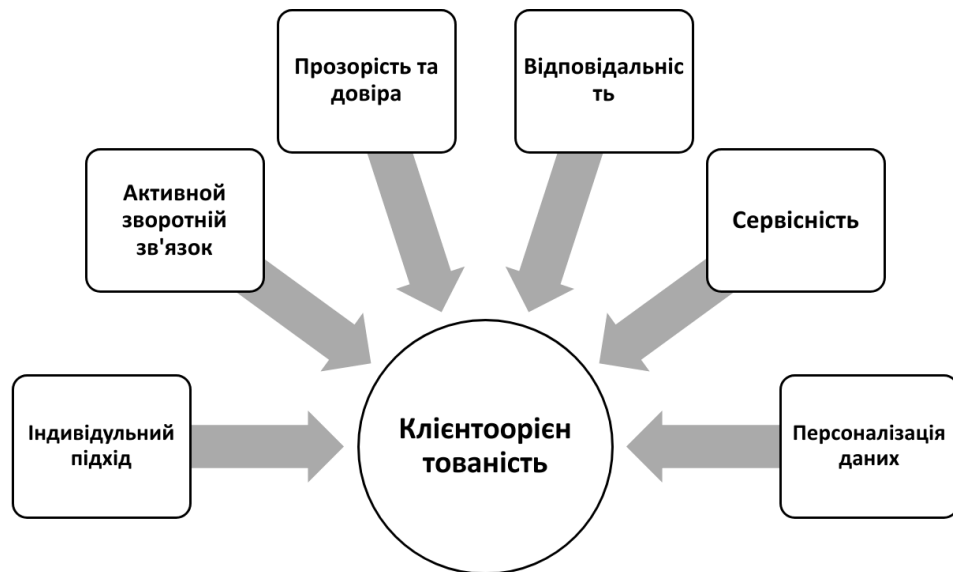 Прозорість та
довіра
Відповідальніс
ть
Активной
зворотній
зв'язок
Сервісність
Індивідульний
підхід
Клієнтоорієн
тованість
Персоналізація
даних